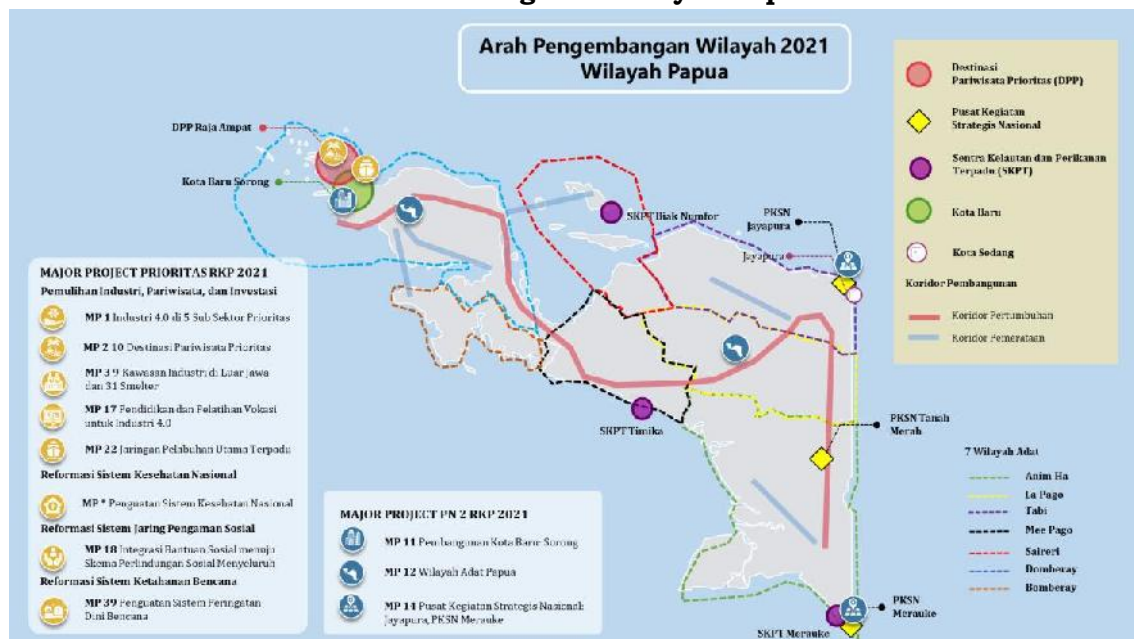 Arah Pengembangan Wilayah 2021
Wilayah Papua
DPP Raja Ampat
Kota Baru Sorong
SKPT Biak Numfor
PKSN
Jayapura
Jayapura
SKPT Timika
PKSN Tanah
Merah
PKSN
Merauke
SKPT Merauke
Destinasi
Pariwisata Prioritas (DPP)
Pusat Kegiatan
Strategis Nasional
Sentra Kelautan dan Perikanan
Terpadu (SKPT)
Kota Baru
Kota Sedang
Koridor Pembangunan
Koridor Pertumbuhan
Koridor Pemerataan
7 Wilayah Adat
Anim Ha
La Pago
Tabi
Mee Pago
Saireri
Domberay
Bomberay
MAJOR PROJECT PRIORITAS RKP 2021
Pemulihan Industri, Pariwisata, dan Investasi
MP 1 Industri 4.0 di 5 Sub Sektor Prioritas
MP 2 10 Destinasi Pariwisata Prioritas
MP 3 9 Kawasan Industri di Luar Jawa
dan 31 Smelter
MP 17 Pendidikan dan Pelatihan Vokasi
untuk Industri 4.0
MP 22 Jaringan Pelabuhan Utama Terpadu
Reformasi Sistem Kesehatan Nasional
MP * Penguatan Sistem Kesehatan Nasional
Reformasi Sistem Jaring Pengaman Sosial
MP 18 Integrasi Bantuan Sosial menuju
Skema Perlindungan Sosial Menyeluruh
Reformasi Sistem Ketahanan Bencana
MP 39 Penguatan Sistem Peringatan
Dini Bencana
MAJOR PROJECT PN 2 RKP 2021
MP 11 Pembangunan Kota Baru: Sorong
MP 12 Wilayah Adat Papua
MP 14 Pusat Kegiatan Strategis Nasional:
Jayapura, PKSN Merauke